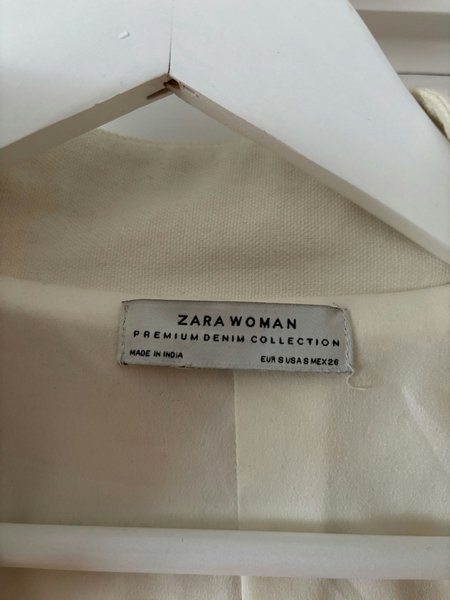 ZARA WOMAN
PREMIUM DENIM COLLECTION
MADE IN INDIA EUR S USA S MEX 26